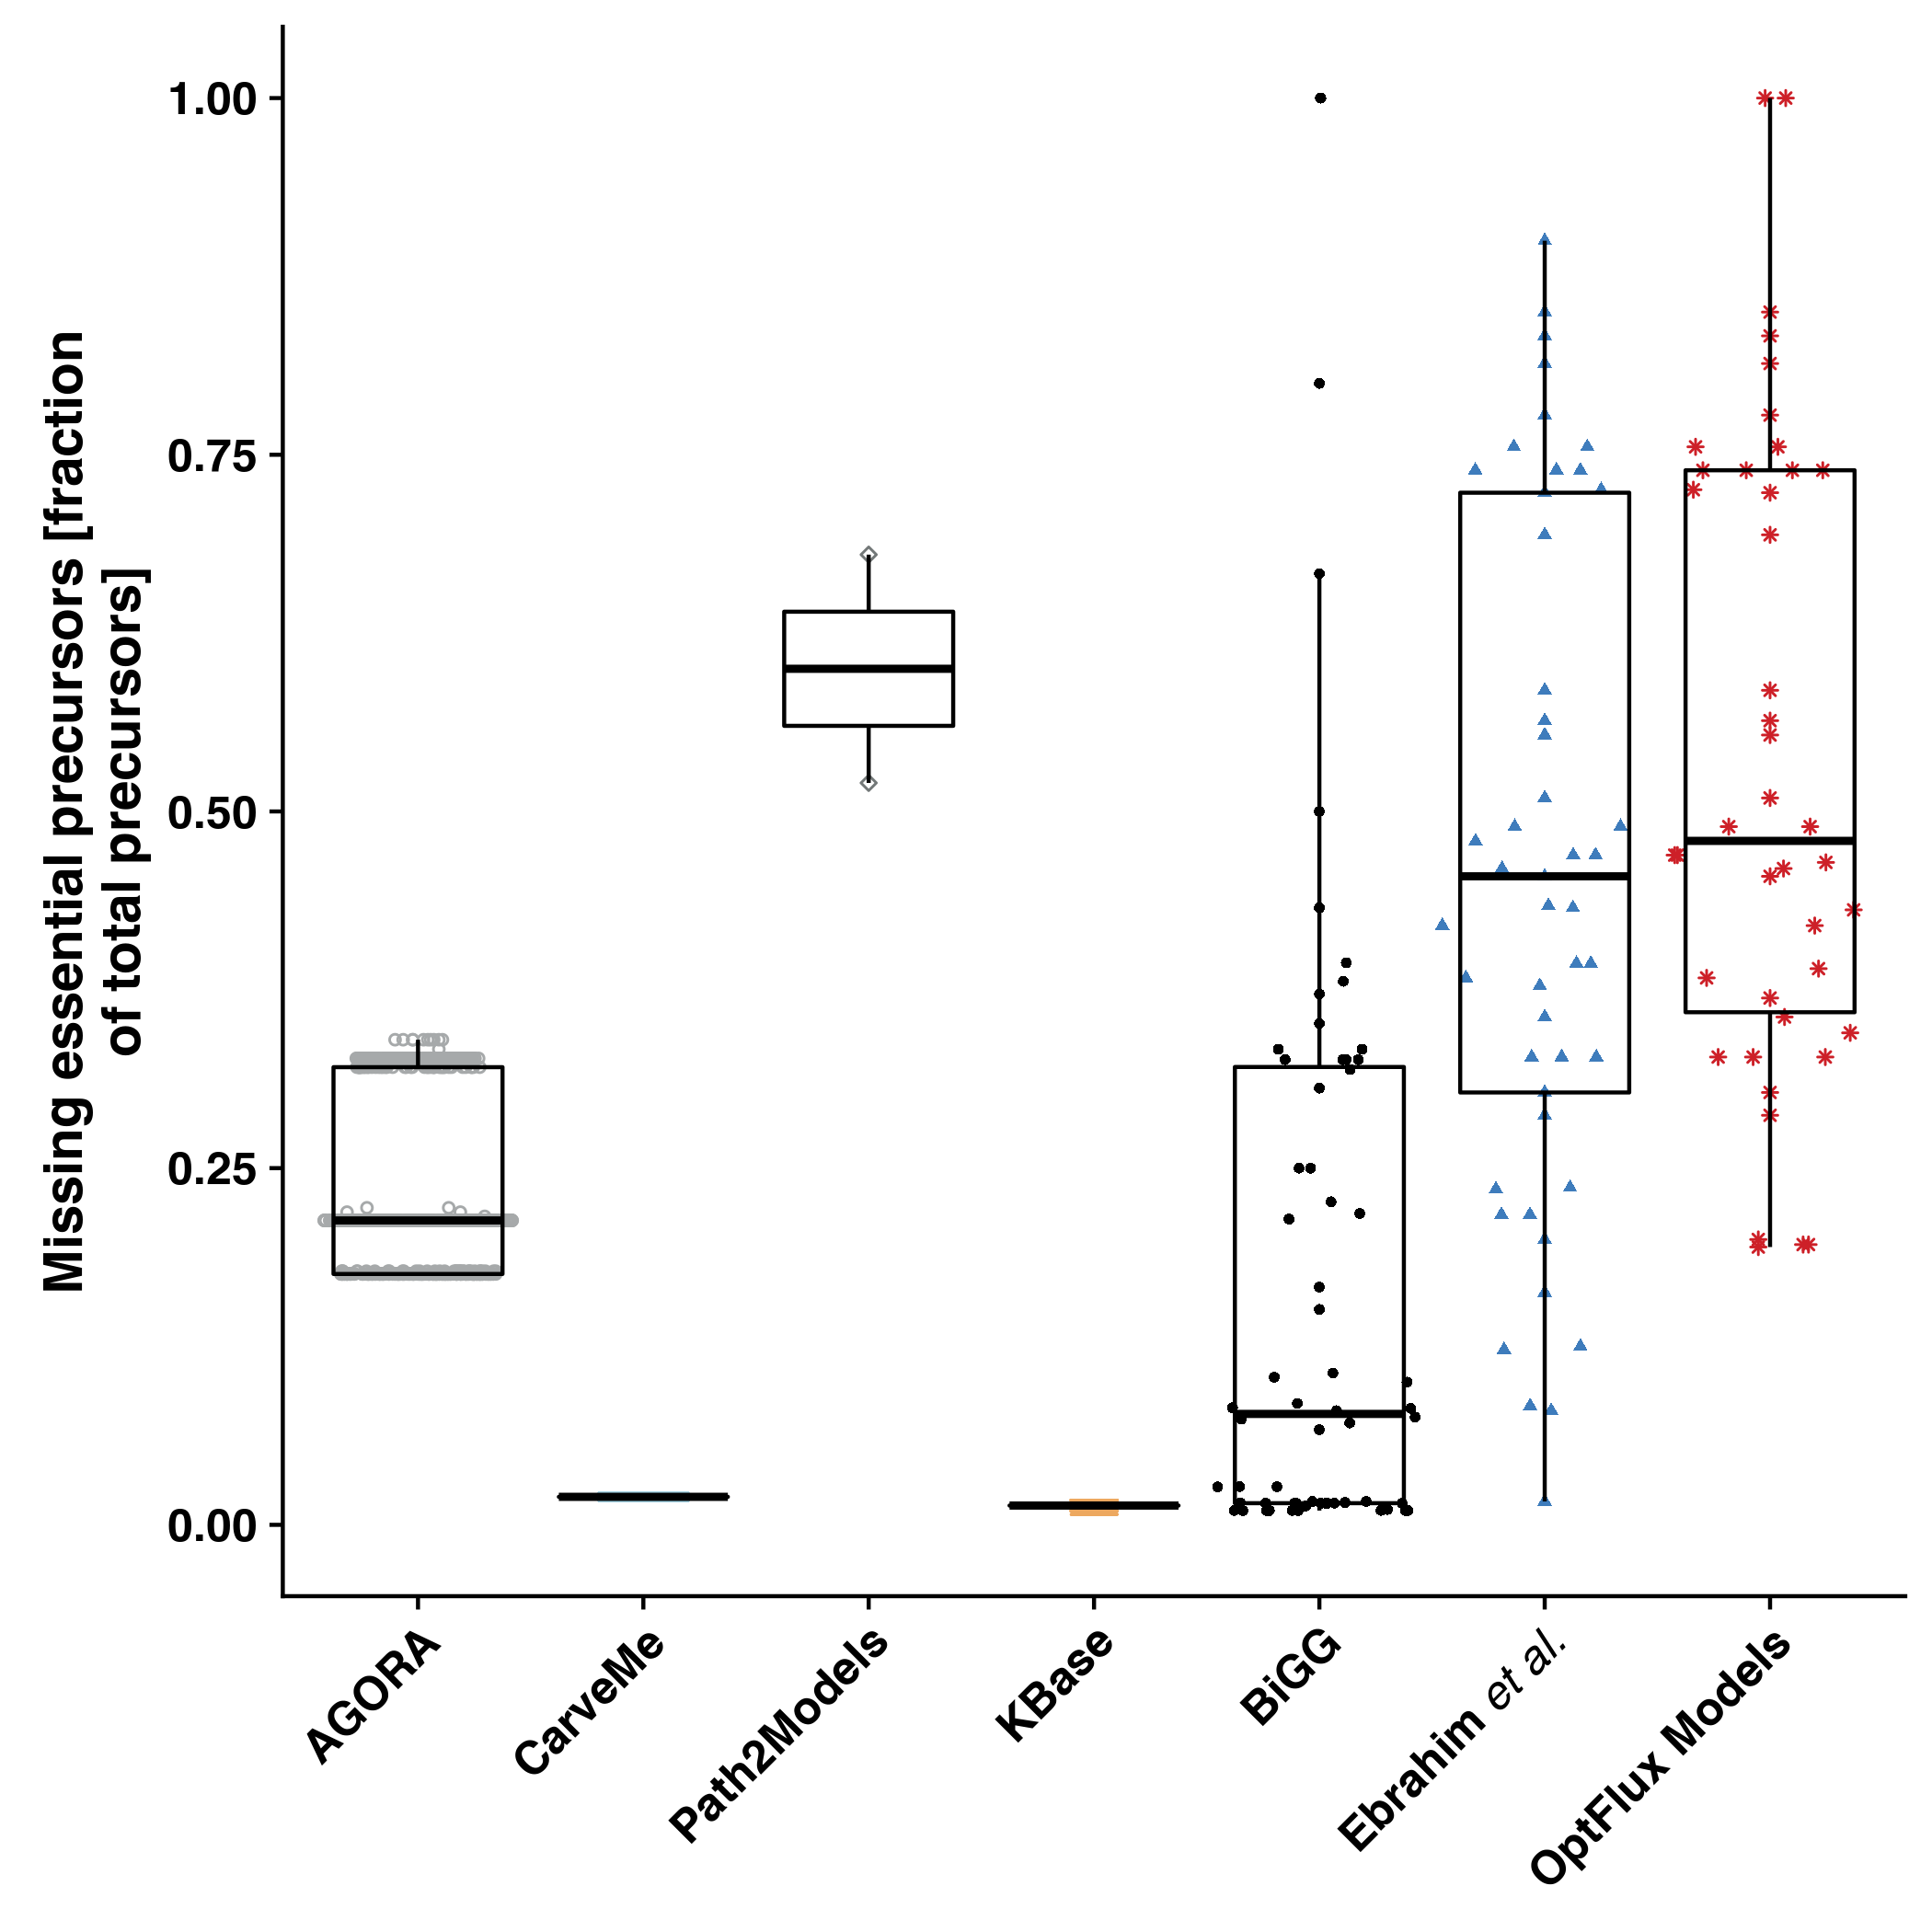 Missing essential precursors [fraction
of total precursors]
1.00
0.75
0.50
0.25
0.00
AGORA
CarveMe
Path2Models
KBase
BiGG
Ebrahim et al.
OptFlux Models